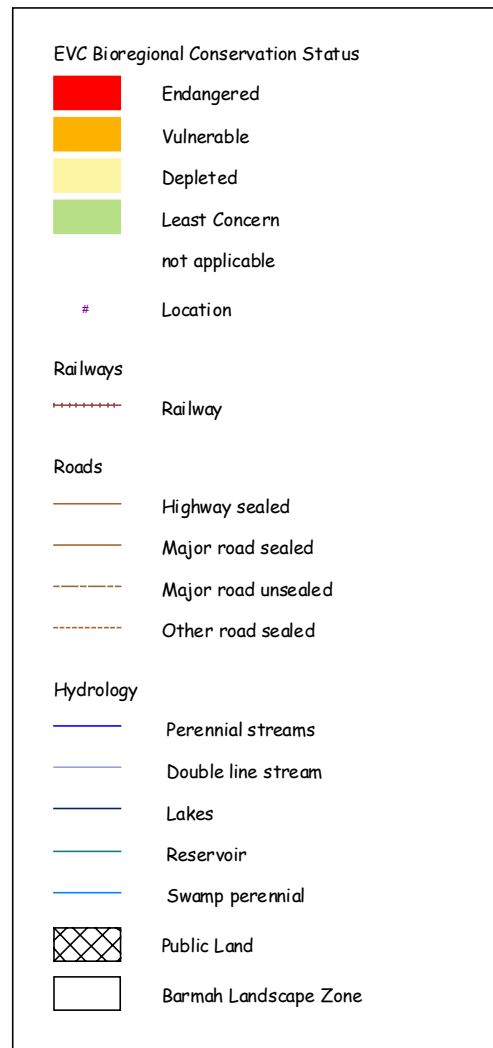 EVC Bioregional Conservation Status
Endangered
Vulnerable
Depleted
Least Concern
not applicable
# Location
Railways
Railway
Roads
Highway sealed
Major road sealed
Major road unsealed
Other road sealed
Hydrology
Perennial streams
Double line stream
Lakes
Reservoir
Swamp perennial
Public Land
Barmah Landscape Zone